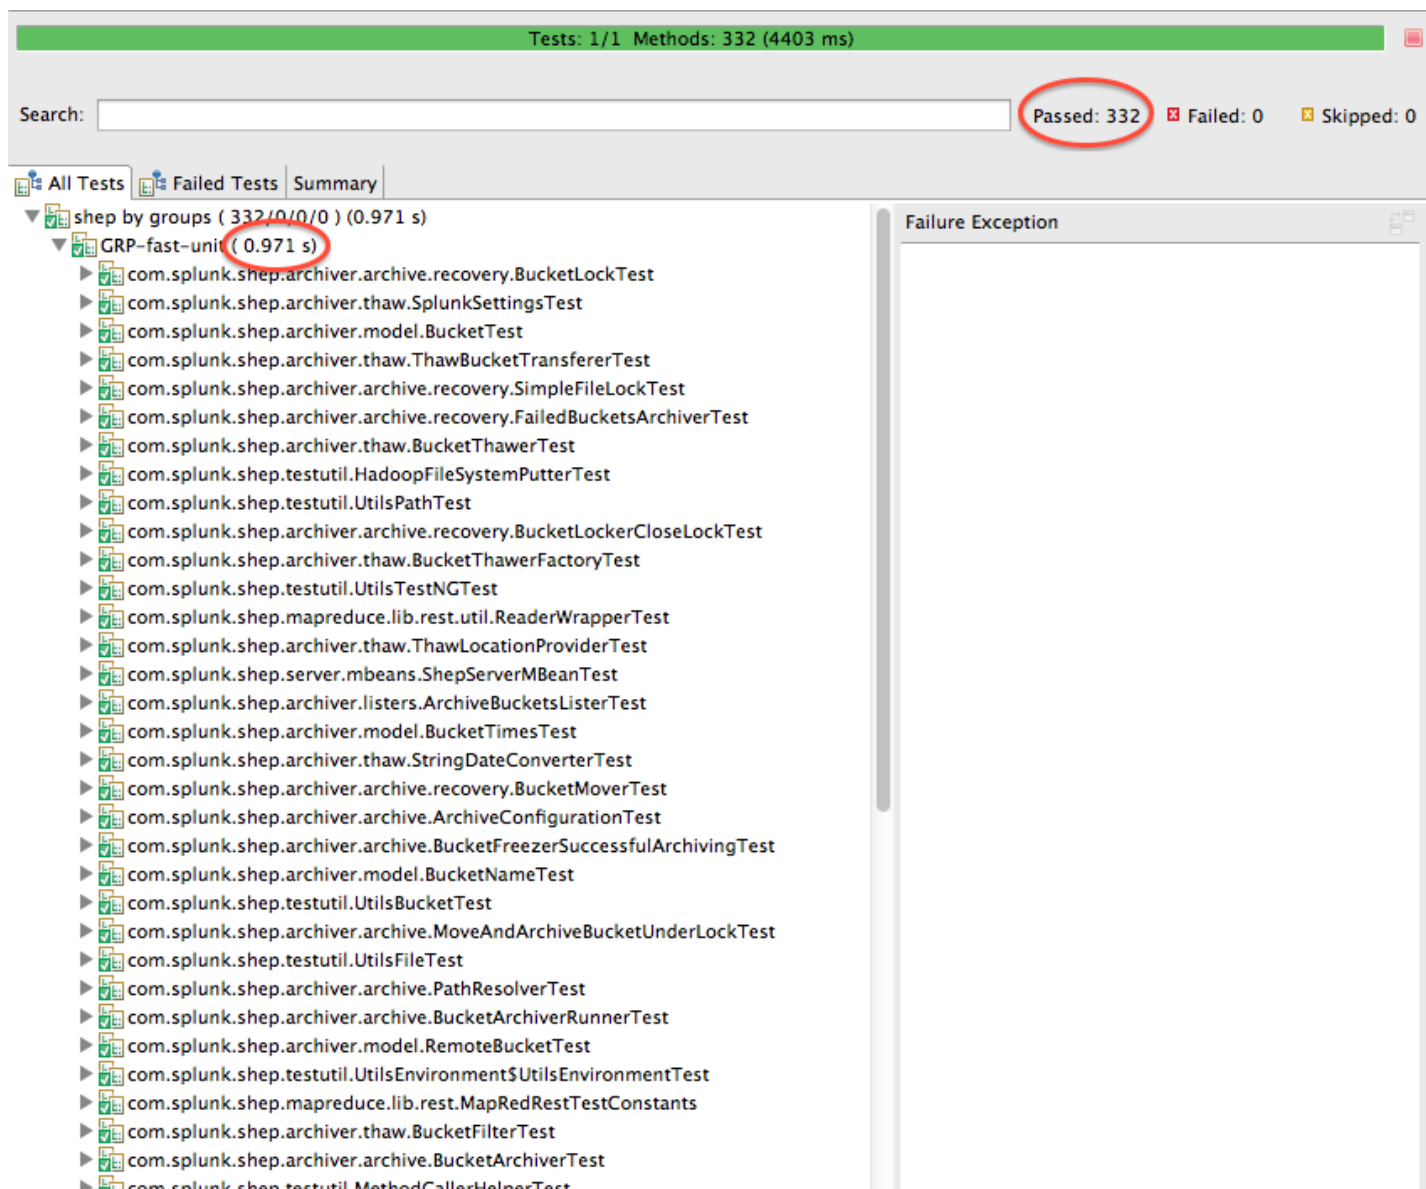 Tests: 1/1 Methods: 332 (4403 ms)
Search: Passed: 332 Failed: 0 Skipped: 0
All Tests Failed Tests Summary
shep by groups ( 332/0/0/0 ) (0.971 s)
Failure Exception
GRP-fast-unit ( 0.971 s)
com.splunk.shep.archiver.archive.recovery.BucketLockTest
com.splunk.shep.archiver.thaw.SplunkSettingsTest
com.splunk.shep.archiver.model.BucketTest
com.splunk.shep.archiver.thaw.ThawBucketTransfererTest
com.splunk.shep.archiver.archive.recovery.SimpleFileLockTest
com.splunk.shep.archiver.archive.recovery.FailedBucketsArchiverTest
com.splunk.shep.archiver.thaw.BucketThawerTest
com.splunk.shep.testutil.HadoopFileSystemPutterTest
com.splunk.shep.testutil.UtilsPathTest
com.splunk.shep.archiver.archive.recovery.BucketLockerCloseLockTest
com.splunk.shep.archiver.thaw.BucketThawerFactoryTest
com.splunk.shep.testutil.UtilsTestNGTest
com.splunk.shep.mapreduce.lib.rest.util.ReaderWrapperTest
com.splunk.shep.archiver.thaw.ThawLocationProviderTest
com.splunk.shep.server.mbeans.ShepServerMBeanTest
com.splunk.shep.archiver.listers.ArchiveBucketsListerTest
com.splunk.shep.archiver.model.BucketTimesTest
com.splunk.shep.archiver.thaw.StringDateConverterTest
com.splunk.shep.archiver.archive.recovery.BucketMoverTest
com.splunk.shep.archiver.archive.ArchiveConfigurationTest
com.splunk.shep.archiver.archive.BucketFreezerSuccessfulArchivingTest
com.splunk.shep.archiver.model.BucketNameTest
com.splunk.shep.testutil.UtilsBucketTest
com.splunk.shep.archiver.archive.MoveAndArchiveBucketUnderLockTest
com.splunk.shep.testutil.UtilsFileTest
com.splunk.shep.archiver.archive.PathResolverTest
com.splunk.shep.archiver.archive.BucketArchiverRunnerTest
com.splunk.shep.archiver.model.RemoteBucketTest
com.splunk.shep.testutil.UtilsEnvironment$UtilsEnvironmentTest
com.splunk.shep.mapreduce.lib.rest.MapRedRestTestConstants
com.splunk.shep.archiver.thaw.BucketFilterTest
com.splunk.shep.archiver.archive.BucketArchiverTest
com.splunk.shep.testutil.MethodCallerHelperTest